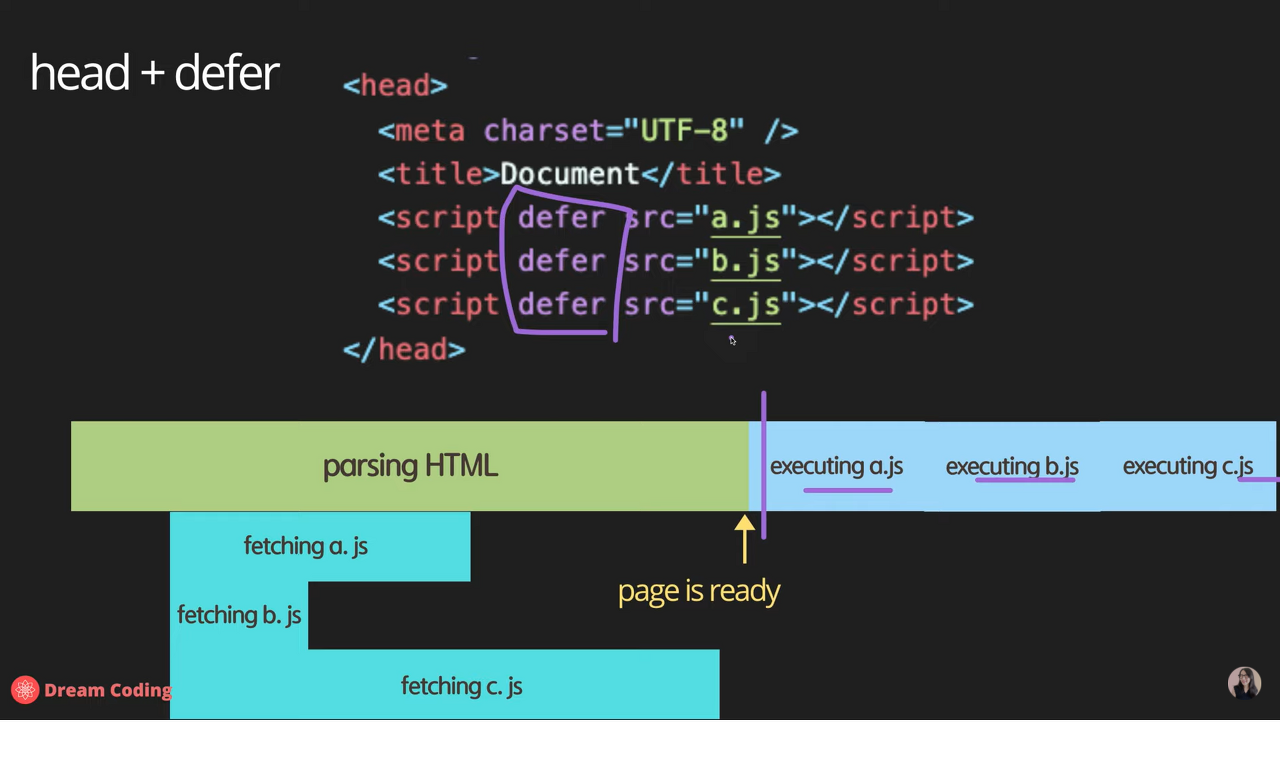 head + defer
<head>
<meta charset="UTF-8" />
<title>Document</title>
<script defer src="a.js"></script>
<script defer src="b.js"></script>
<script defer src="c.js"></script>
</head>
parsing HTML
executing a.js
executing b.js
executing c.js
fetching a. js
page is ready
fetching b. js
fetching c. js
Dream Coding